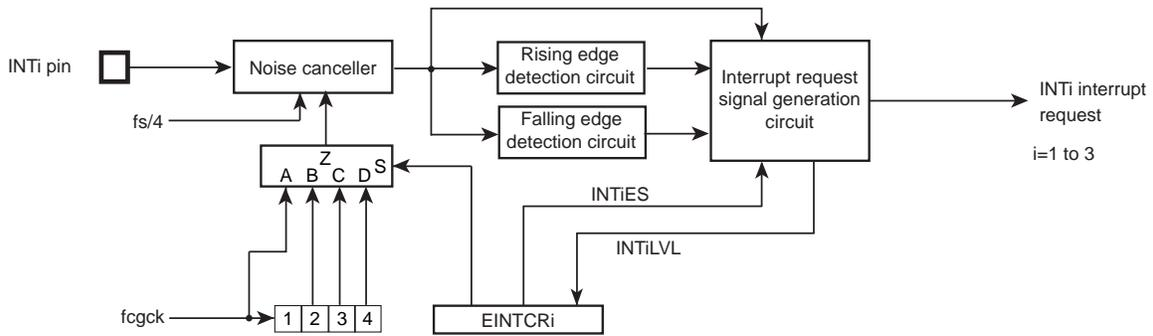 INTi pin
Noise canceller
Rising edge
detection circuit
Falling edge
detection circuit
Interrupt request
signal generation
circuit
INTi interrupt
request
i=1 to 3
fs/4
Z
S
A B C D
INTiES
INTiLVL
fcgck
1 2 3 4
EINTCRi